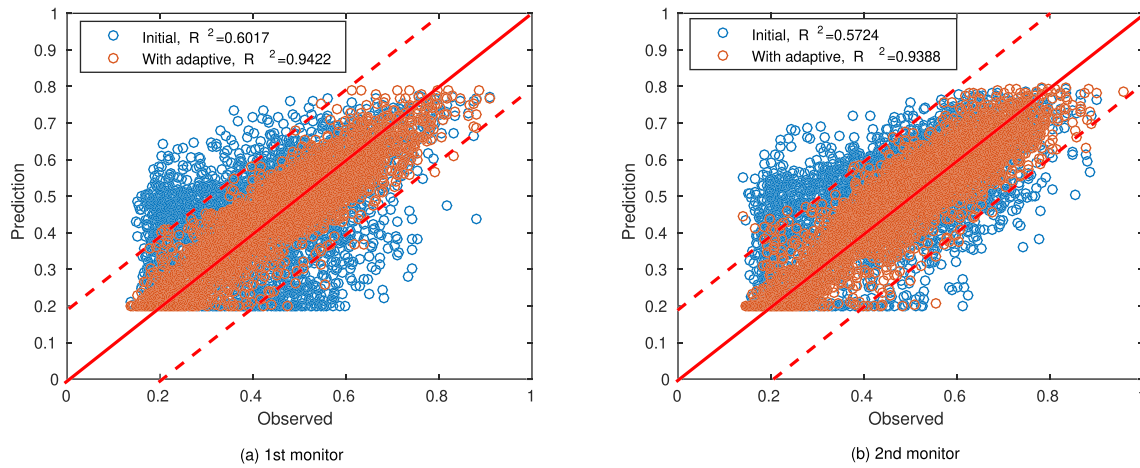 1
0.9
0.8
0.7
0.6
0.5
0.4
0.3
0.2
0.1
0
Prediction
Initial, R 2=0.6017
With adaptive, R 2=0.9422
0 0.2 0.4 0.6 0.8 1
Observed
(a) 1st monitor
1
0.9
0.8
0.7
0.6
0.5
0.4
0.3
0.2
0.1
0
Prediction
Initial, R 2=0.5724
With adaptive, R 2=0.9388
0 0.2 0.4 0.6 0.8
Observed
(b) 2nd monitor